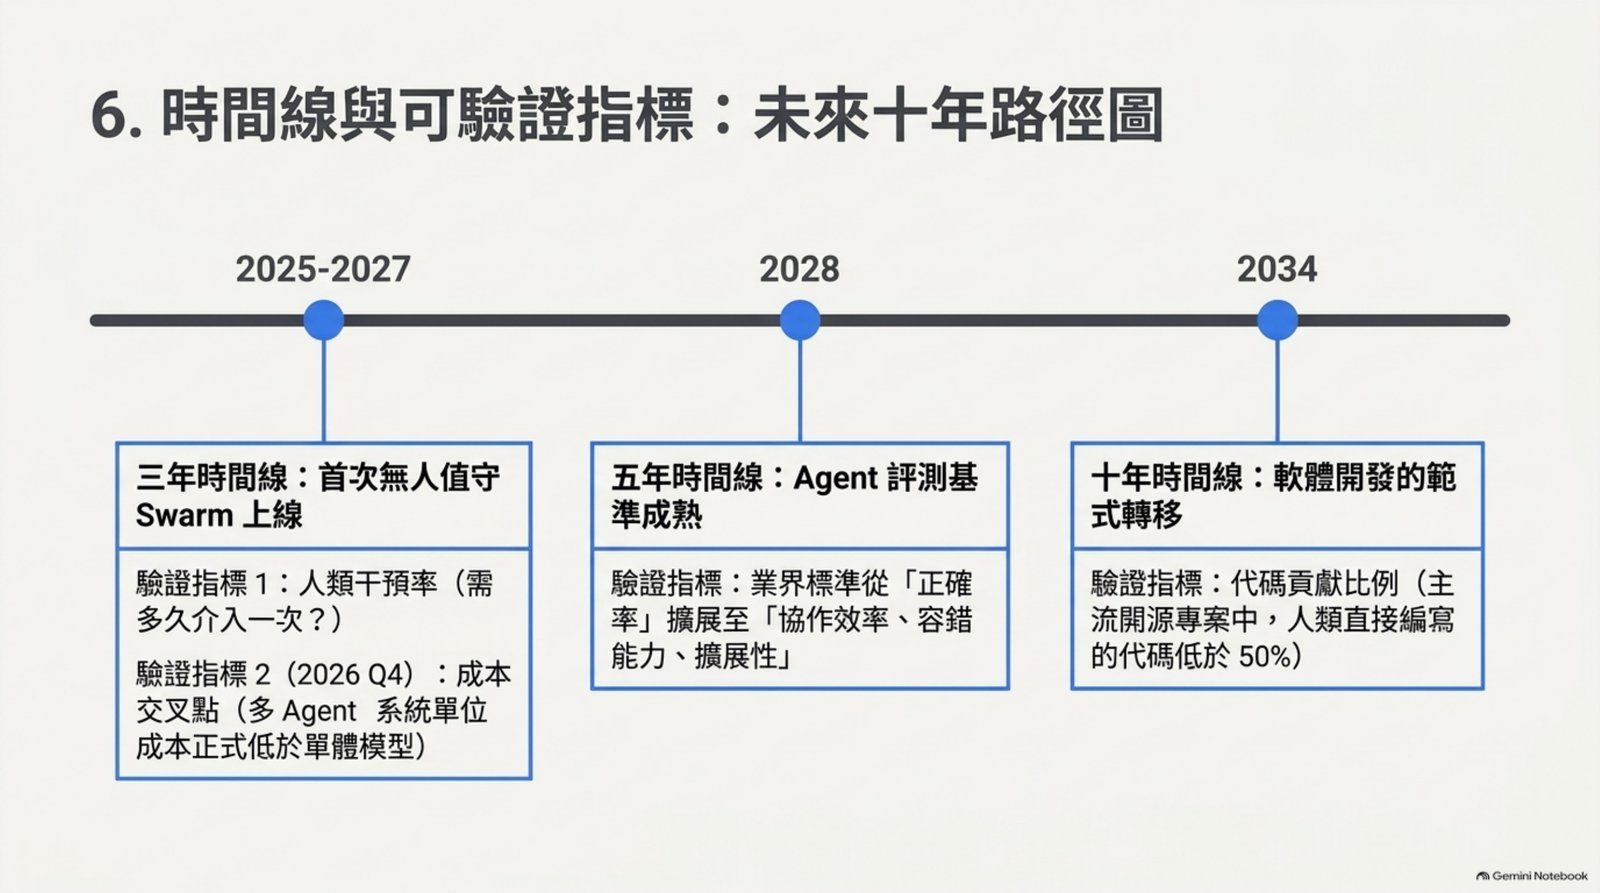 6. 時間線與可驗證指標：未來十年路徑圖
2025-2027
2028
2034
三年時間線：首次無人值守
Swarm 上線
驗證指標 1：人類干預率（需
多久介入一次？）
驗證指標 2（2026 Q4）：成本
交叉點（多 Agent 系統單位
成本正式低於單體模型）
五年時間線：Agent 評測基
準成熟
驗證指標：業界標準從「正確
率」擴展至「協作效率、容錯
能力、擴展性」
十年時間線：軟體開發的範
式轉移
驗證指標：代碼貢獻比例（主
流開源專案中，人類直接編寫
的代碼低於 50%）
Gemini Notebook